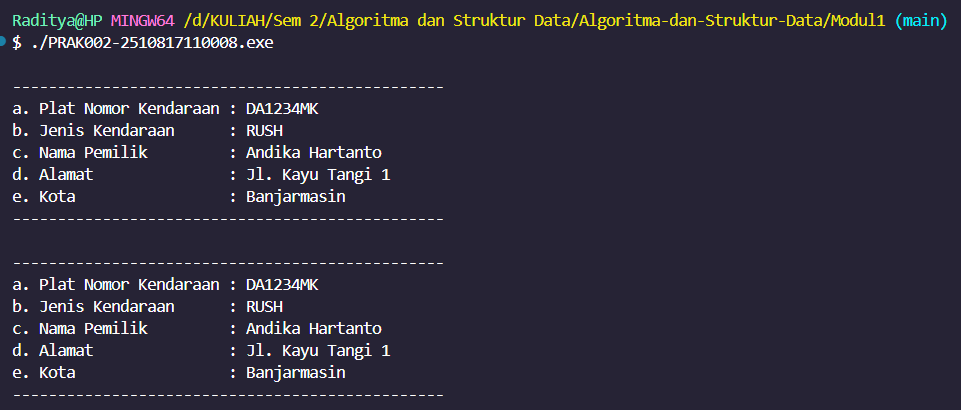 Raditya@HP MINGW64 /d/KULIAH/Sem 2/Algoritma dan Struktur Data/Algoritma-dan-Struktur-Data/Modul1 (main)
$ ./PRAK002-2510817110008.exe
------------------------------------------------
a. Plat Nomor Kendaraan : DA1234MK
b. Jenis Kendaraan      : RUSH
c. Nama Pemilik         : Andika Hartanto
d. Alamat               : Jl. Kayu Tangi 1
e. Kota                 : Banjarmasin
------------------------------------------------
------------------------------------------------
a. Plat Nomor Kendaraan : DA1234MK
b. Jenis Kendaraan      : RUSH
c. Nama Pemilik         : Andika Hartanto
d. Alamat               : Jl. Kayu Tangi 1
e. Kota                 : Banjarmasin
------------------------------------------------